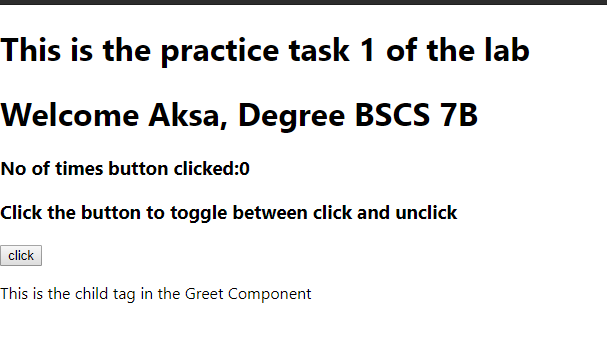 This is the practice task 1 of the lab
Welcome Aksa, Degree BSCS 7B
No of times button clicked:0
Click the button to toggle between click and unclick
click
This is the child tag in the Greet Component